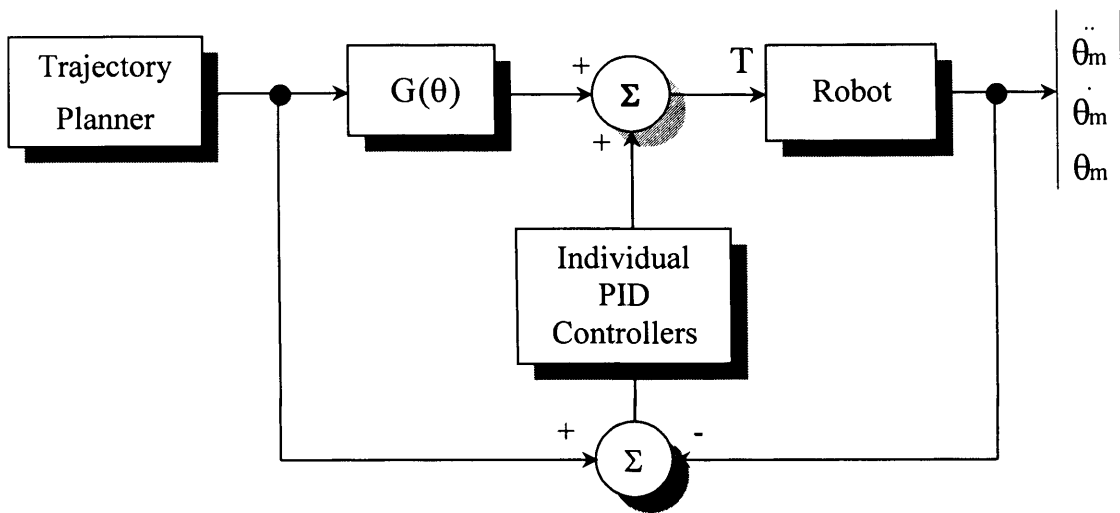 Trajectory
Planner
G(θ)
+
Σ
+
T
Robot
θ̈m
θ̇m
θm
Individual
PID
Controllers
+
Σ
-